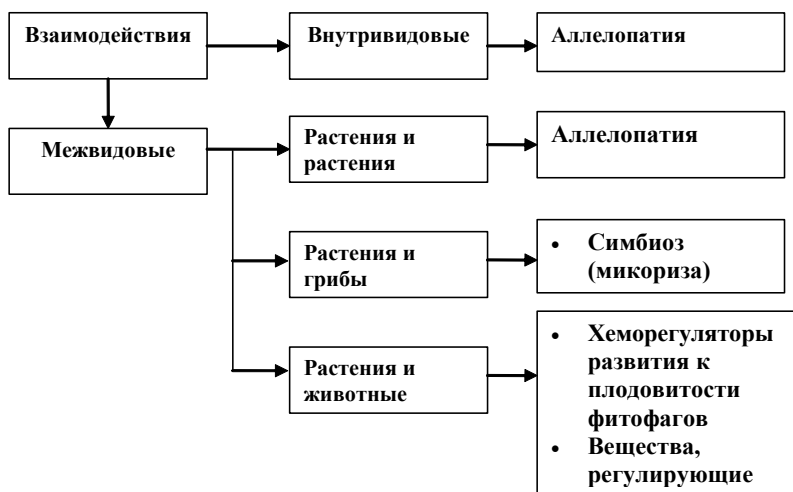 Взаимодействия
Внутривидовые
Аллелопатия
Межвидовые
Растения и
растения
Аллелопатия
Растения и
грибы
• Симбиоз
(микориза)
Растения и
животные
• Хеморегуляторы
развития к
плодовитости
фитофагов
• Вещества,
регулирующие